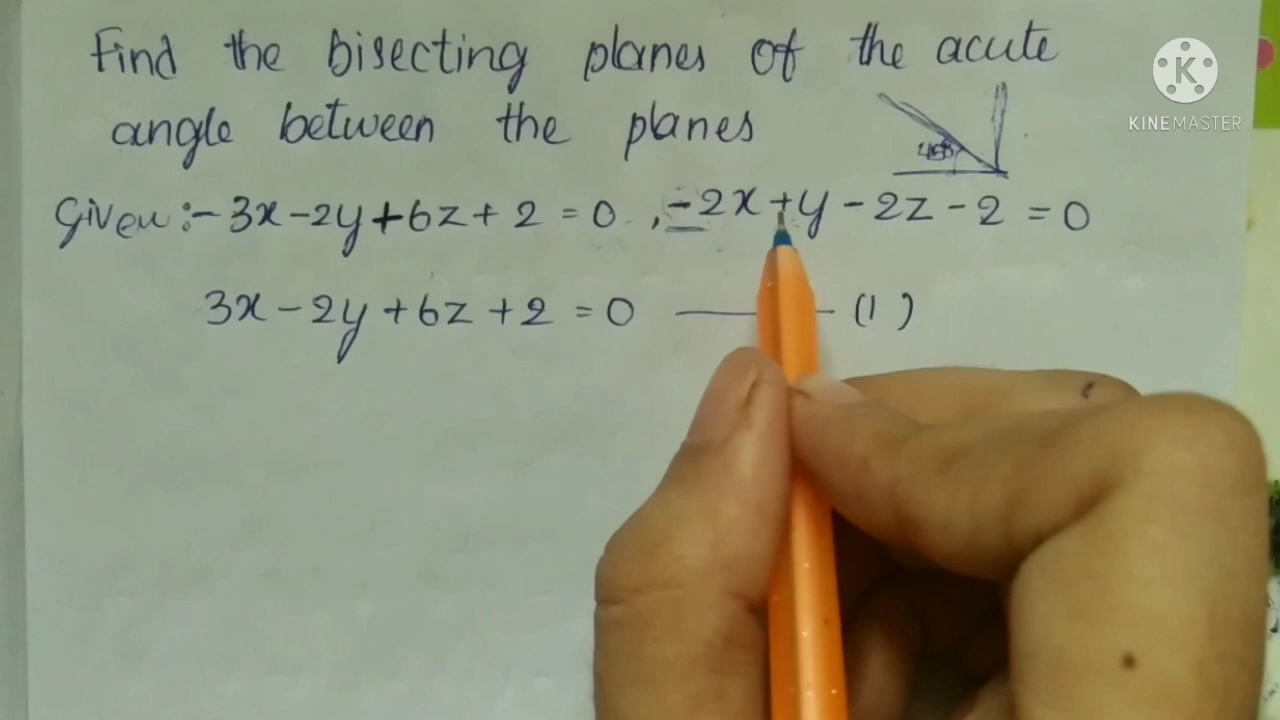 Find the bisecting planes of the acute
angle between the planes
Given:- 3x - 2y + 6z + 2 = 0 , -2x + y - 2z - 2 = 0
3x - 2y + 6z + 2 = 0 ——— (1)
KINEMASTER